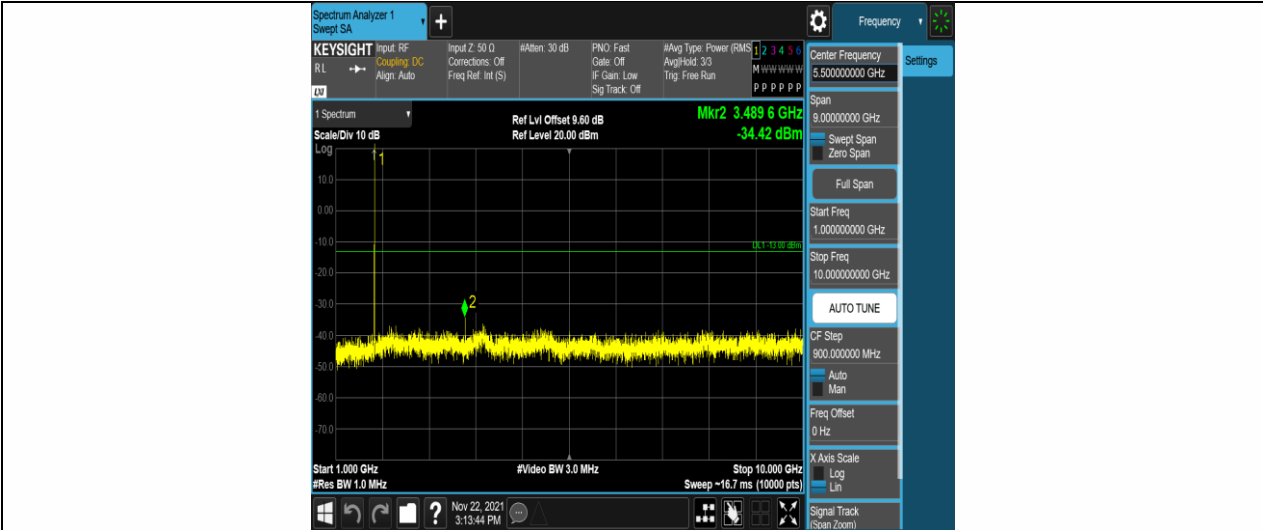 Spectrum Analyzer 1
Swept SA
+
Frequency
KEYSIGHT
RL
LXI
Input: RF
Coupling: DC
Align: Auto
Input Z: 50 Ω
Corrections: Off
Freq Ref: Int (S)
#Atten: 30 dB
PNO: Fast
Gate: Off
IF Gain: Low
Sig Track: Off
#Avg Type: Power (RMS
Avg|Hold: 3/3
Trig: Free Run
1 2 3 4 5 6
M W W W W W
P P P P P P
1 Spectrum
Scale/Div 10 dB
Ref Lvl Offset 9.60 dB
Ref Level 20.00 dBm
Mkr2 3.489 6 GHz
-34.42 dBm
Log
1
10.0
0.00
-10.0
DL1 -13.00 dBm
-20.0
-30.0
2
-40.0
-50.0
-60.0
-70.0
Start 1.000 GHz
#Video BW 3.0 MHz
Stop 10.000 GHz
#Res BW 1.0 MHz
Sweep ~16.7 ms (10000 pts)
?
Nov 22, 2021
3:13:44 PM
Center Frequency
5.500000000 GHz
Settings
Span
9.00000000 GHz
Swept Span
Zero Span
Full Span
Start Freq
1.000000000 GHz
Stop Freq
10.000000000 GHz
AUTO TUNE
CF Step
900.000000 MHz
Auto
Man
Freq Offset
0 Hz
X Axis Scale
Log
Lin
Signal Track
(Span Zoom)